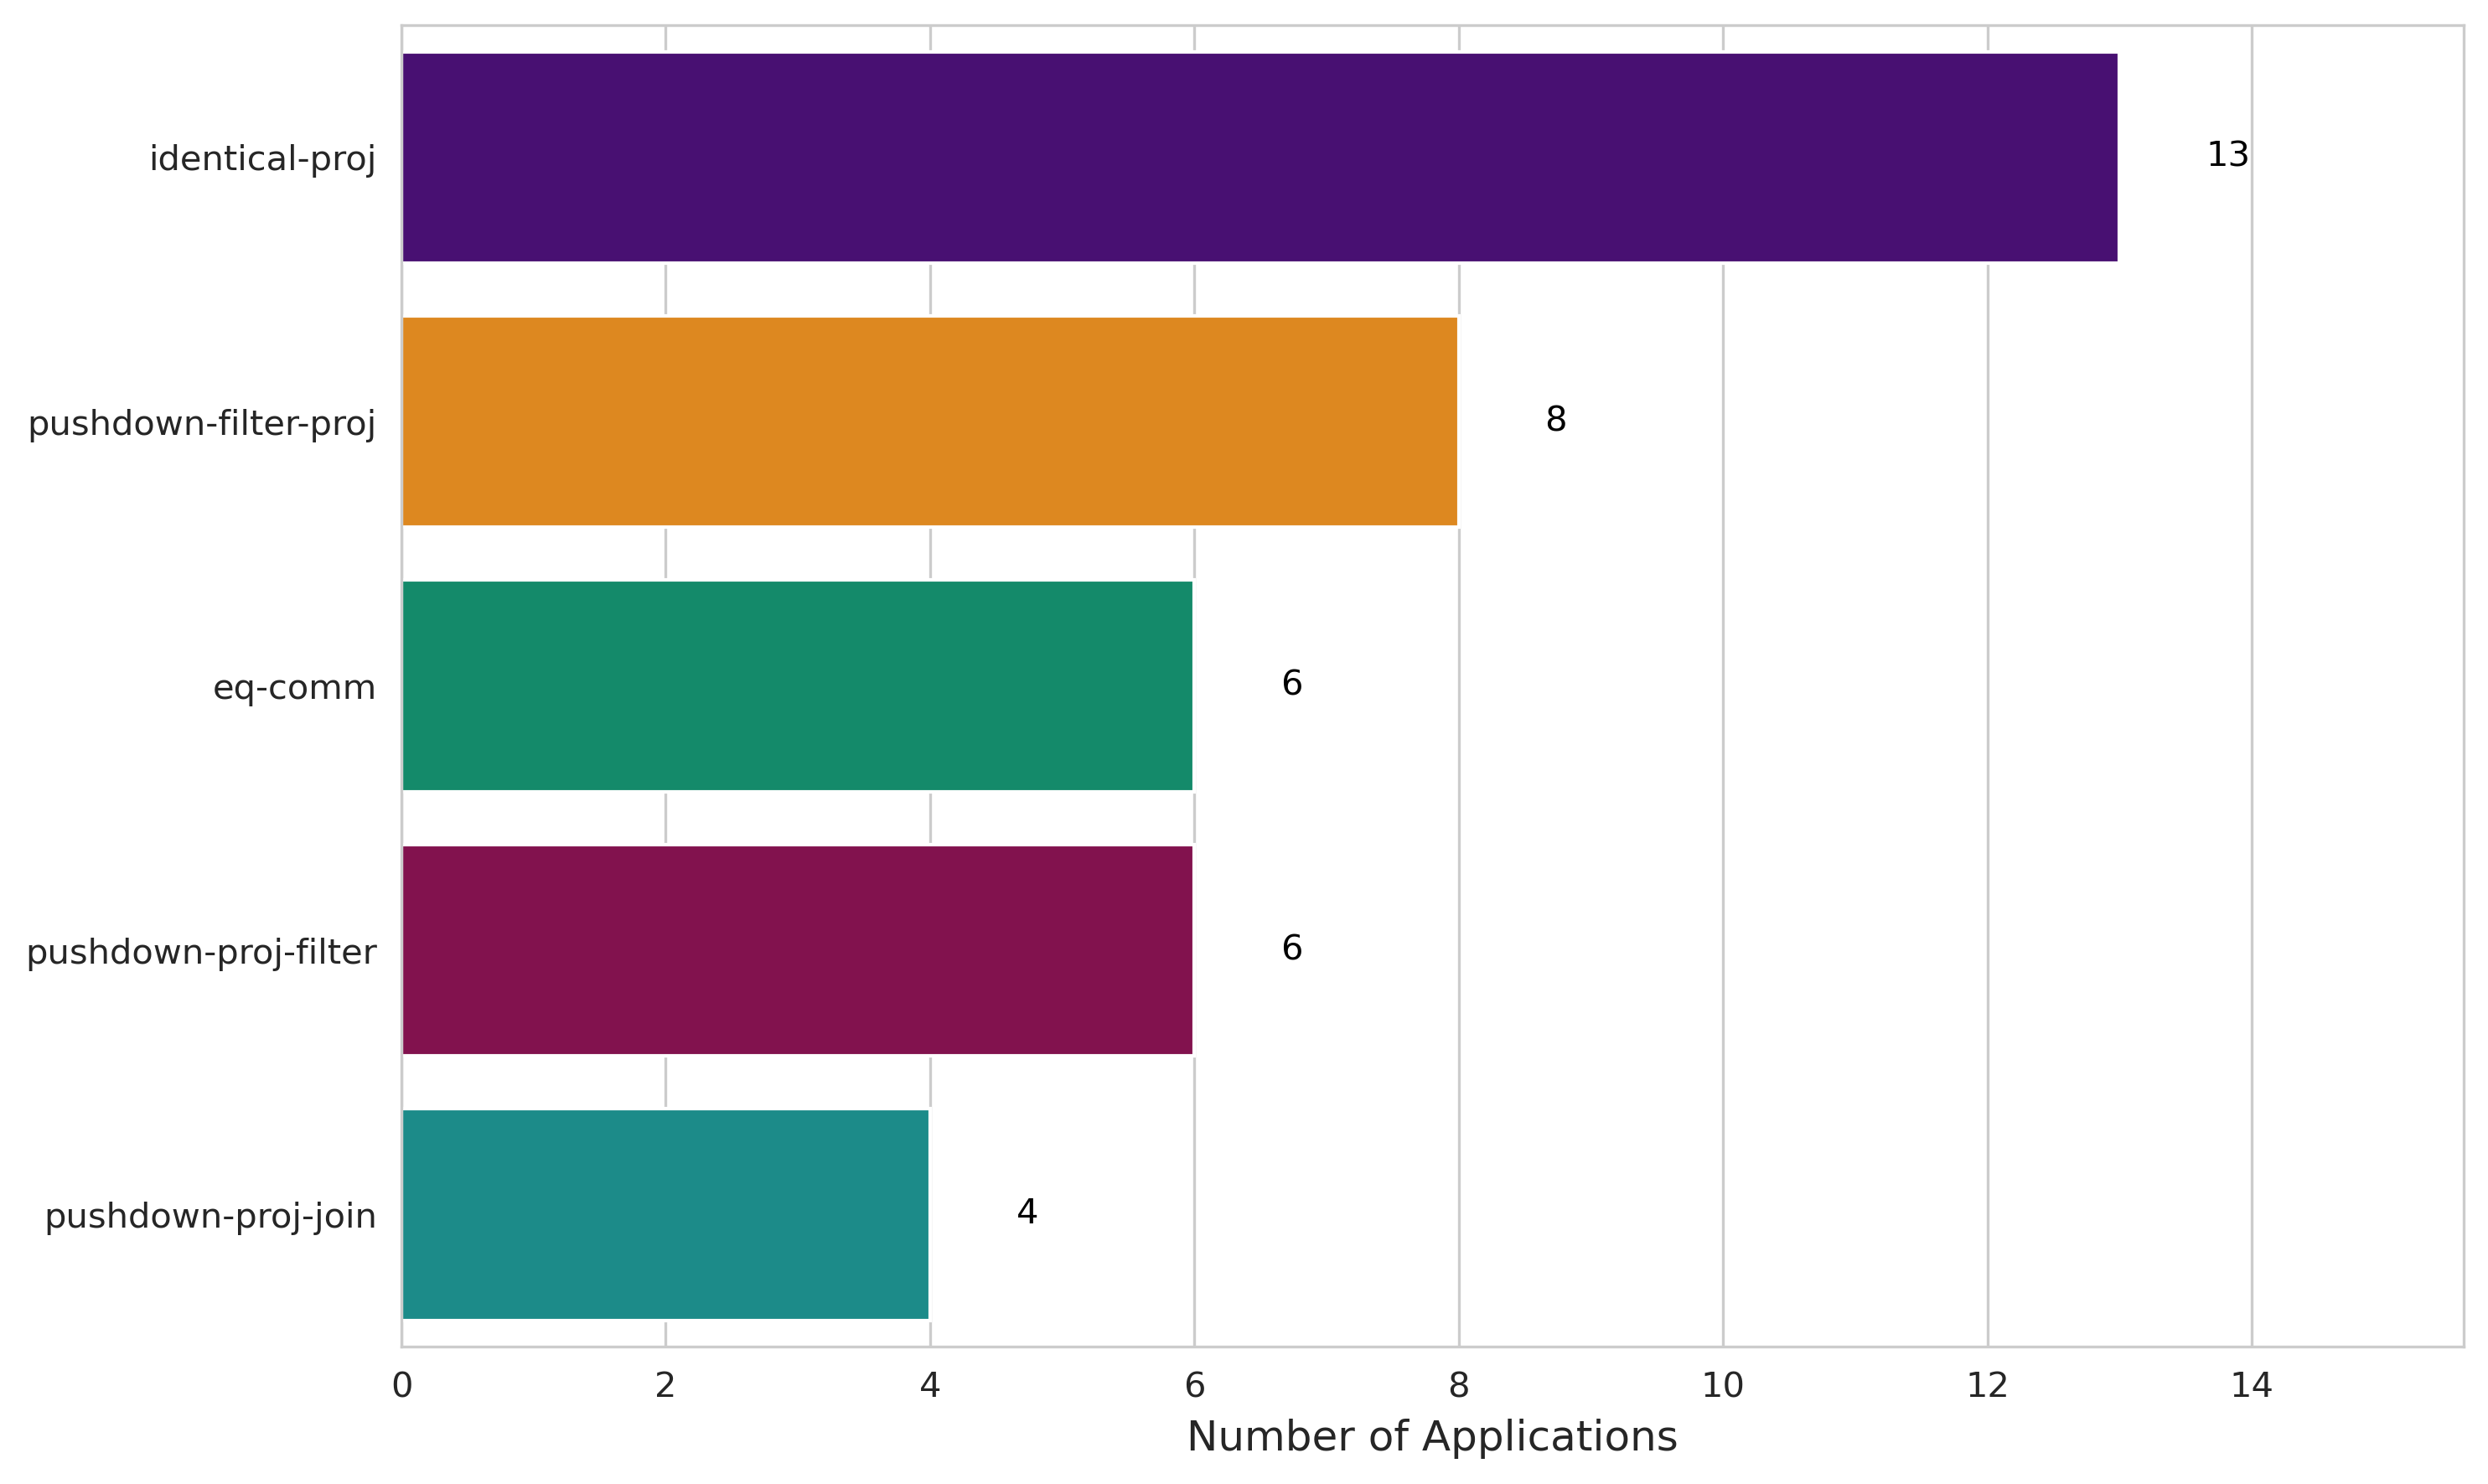 identical-proj 13
pushdown-filter-proj 8
eq-comm 6
pushdown-proj-filter 6
pushdown-proj-join 4
0 2 4 6 8 10 12 14
Number of Applications